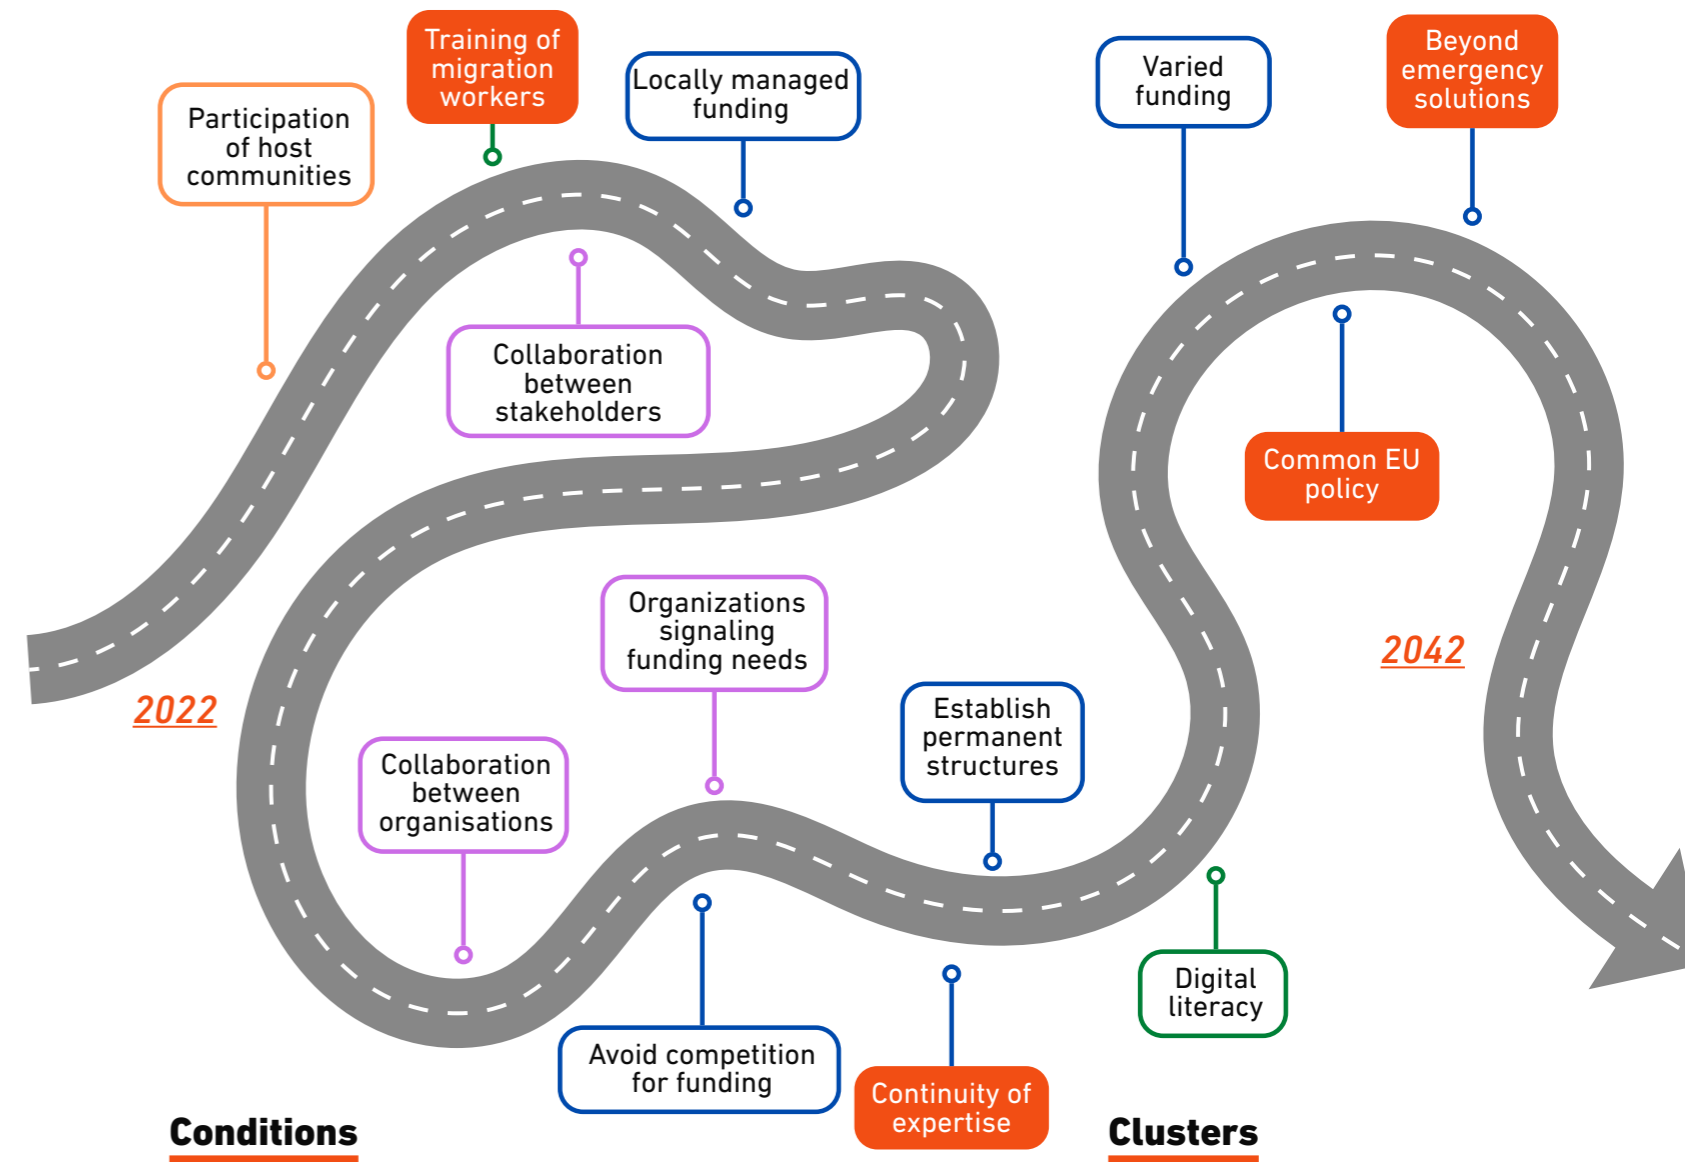 Participation
of host
communities
Training of
migration
workers
Locally managed
funding
Collaboration
between
stakeholders
Varied
funding
Beyond
emergency
solutions
Common EU
policy
2022
2042
Collaboration
between
organisations
Organizations
signaling
funding needs
Establish
permanent
structures
Avoid competition
for funding
Continuity of
expertise
Digital
literacy
Conditions
Clusters